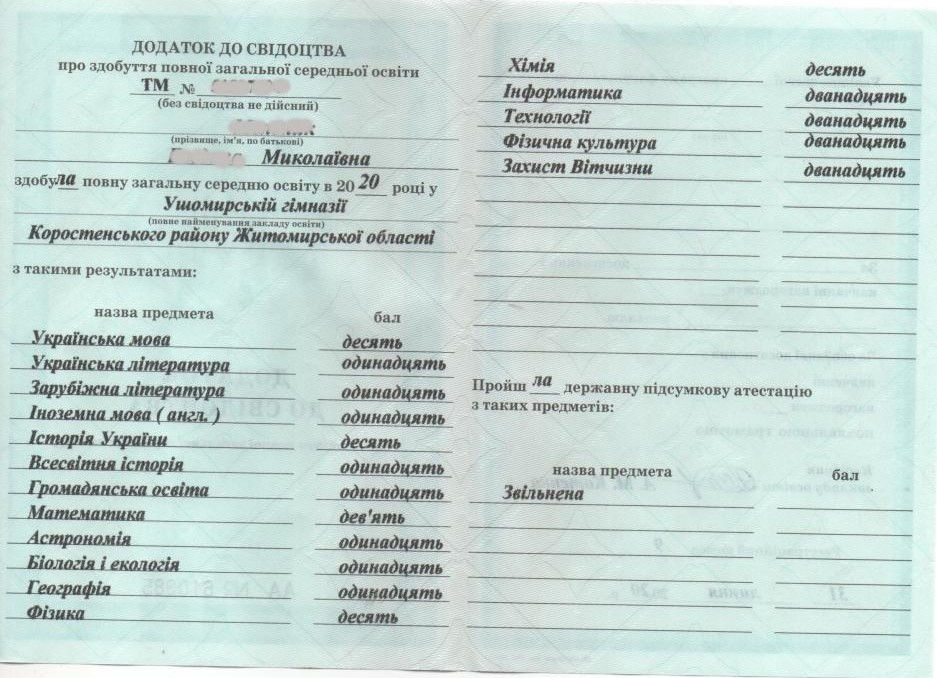 ДОДАТОК ДО СВІДОЦТВА
про здобуття повної загальної середньої освіти
ТМ №
(без свідоцтва не дійсний)
(прізвище, ім'я, по батькові)
Миколаївна
здобула повну загальну середню освіту в 2020 році у
Ушомирській гімназії
(повне найменування закладу освіти)
Коростенського району Житомирської області
з такими результатами:
назва предмета бал
Українська мова десять
Українська література одинадцять
Зарубіжна література одинадцять
Іноземна мова ( англ. ) одинадцять
Історія України десять
Всесвітня історія одинадцять
Громадянська освіта одинадцять
Математика дев'ять
Астрономія одинадцять
Біологія і екологія одинадцять
Географія одинадцять
Фізика десять
Хімія десять
Інформатика дванадцять
Технології дванадцять
Фізична культура дванадцять
Захист Вітчизни дванадцять
Пройшла державну підсумкову атестацію
з таких предметів:
назва предмета бал
Звільнена